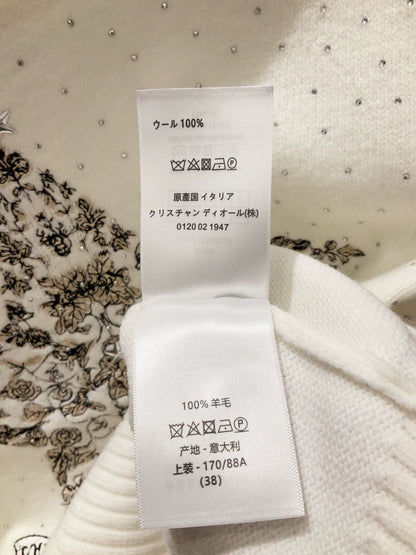 ウール 100%
原産国 イタリア
クリスチャン ディオール(株)
0120 02 1947
100% 羊毛
产地 - 意大利
上装 - 170/88A
(38)